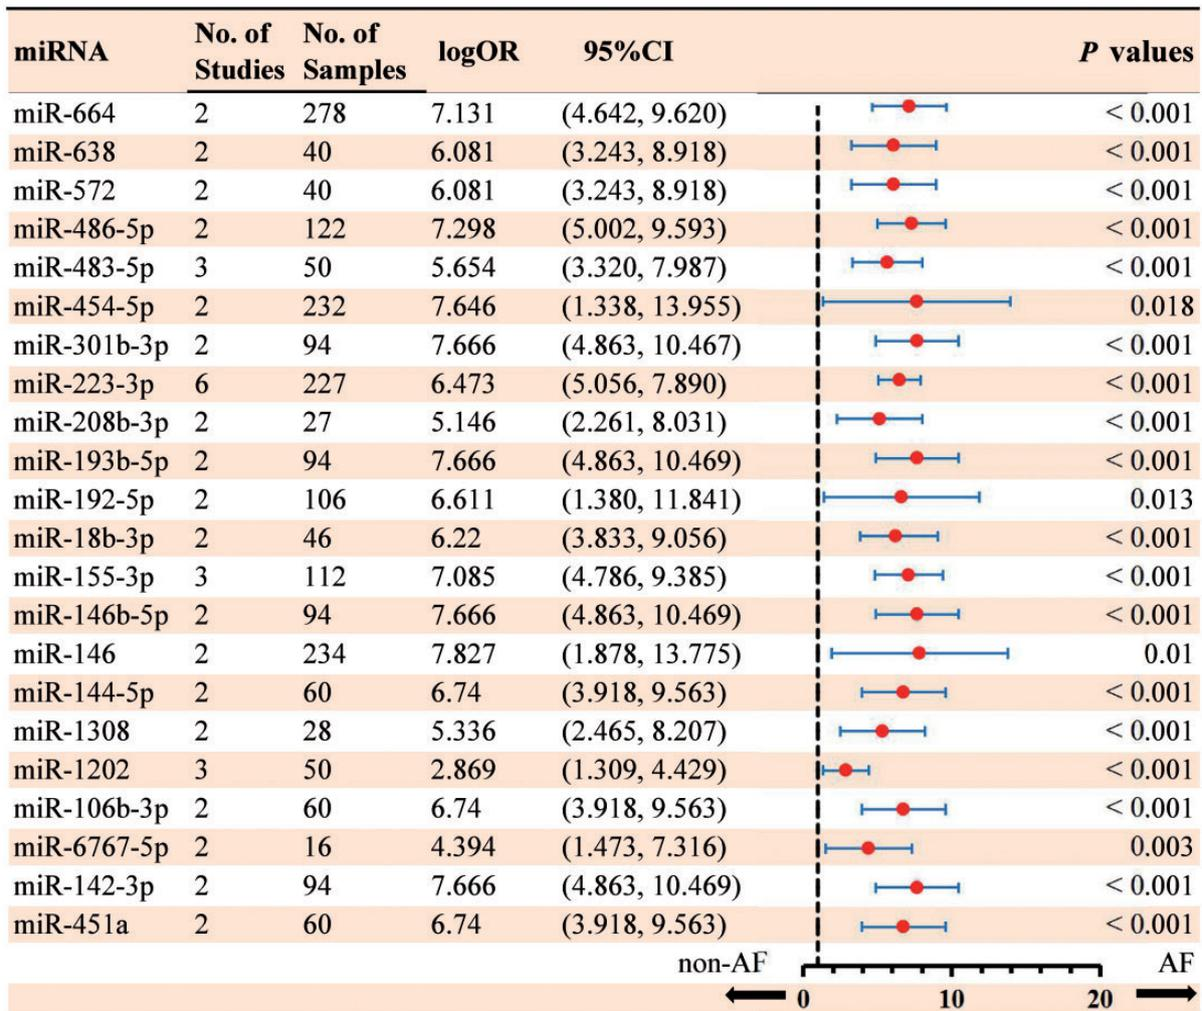 miRNA No. of Studies No. of Samples logOR 95%CI P values
miR-664 2 278 7.131 (4.642, 9.620) < 0.001
miR-638 2 40 6.081 (3.243, 8.918) < 0.001
miR-572 2 40 6.081 (3.243, 8.918) < 0.001
miR-486-5p 2 122 7.298 (5.002, 9.593) < 0.001
miR-483-5p 3 50 5.654 (3.320, 7.987) < 0.001
miR-454-5p 2 232 7.646 (1.338, 13.955) 0.018
miR-301b-3p 2 94 7.666 (4.863, 10.467) < 0.001
miR-223-3p 6 227 6.473 (5.056, 7.890) < 0.001
miR-208b-3p 2 27 5.146 (2.261, 8.031) < 0.001
miR-193b-5p 2 94 7.666 (4.863, 10.469) < 0.001
miR-192-5p 2 106 6.611 (1.380, 11.841) 0.013
miR-18b-3p 2 46 6.22 (3.833, 9.056) < 0.001
miR-155-3p 3 112 7.085 (4.786, 9.385) < 0.001
miR-146b-5p 2 94 7.666 (4.863, 10.469) < 0.001
miR-146 2 234 7.827 (1.878, 13.775) 0.01
miR-144-5p 2 60 6.74 (3.918, 9.563) < 0.001
miR-1308 2 28 5.336 (2.465, 8.207) < 0.001
miR-1202 3 50 2.869 (1.309, 4.429) < 0.001
miR-106b-3p 2 60 6.74 (3.918, 9.563) < 0.001
miR-6767-5p 2 16 4.394 (1.473, 7.316) 0.003
miR-142-3p 2 94 7.666 (4.863, 10.469) < 0.001
miR-451a 2 60 6.74 (3.918, 9.563) < 0.001
non-AF AF
0 10 20